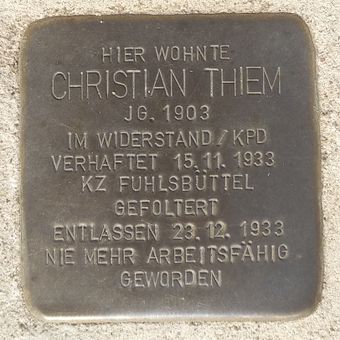 HIER WOHNTE
CHRISTIAN THIEM
JG. 1903
IM WIDERSTAND / KPD
VERHAFTET 15.11.1933
KZ FUHLSBÜTTEL
GEFOLTERT
ENTLASSEN 23.12.1933
NIE MEHR ARBEITSFÄHIG
GEWORDEN